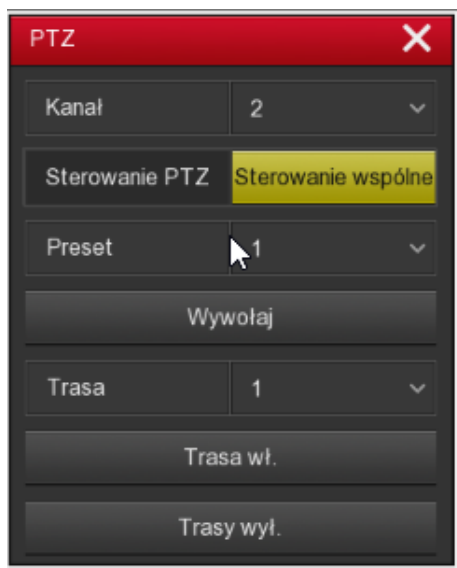 PTZ
Kanał 2
Sterowanie PTZ Sterowanie wspólne
Preset 1
Wywołaj
Trasa 1
Trasa wł.
Trasy wył.